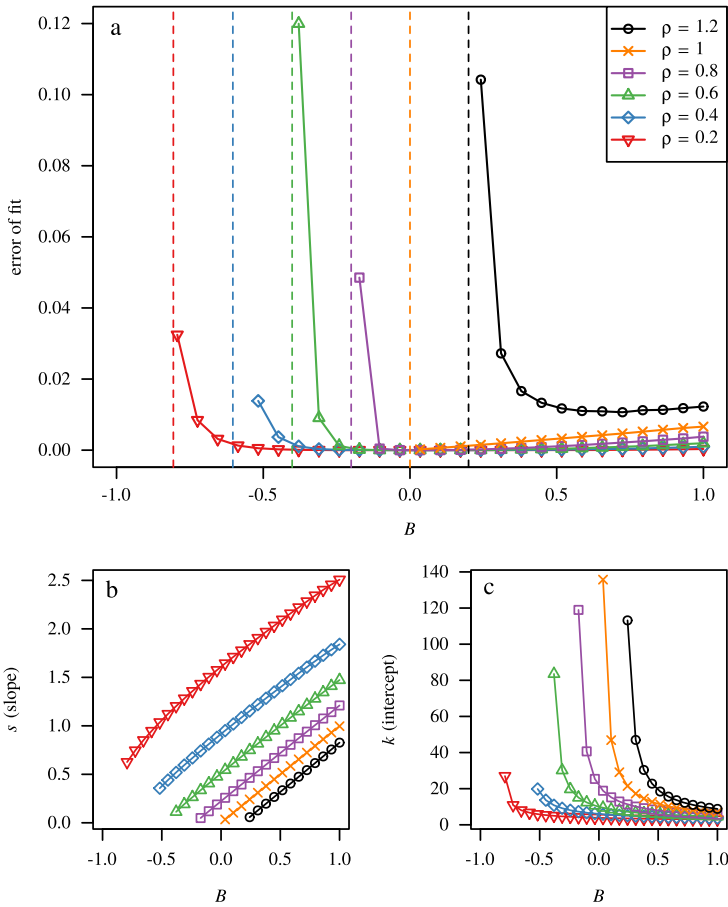 a
0.12
0.10
0.08
0.06
0.04
0.02
0.00
error of fit
-1.0
-0.5
0.0
0.5
1.0
B
ρ = 1.2
ρ = 1
ρ = 0.8
ρ = 0.6
ρ = 0.4
ρ = 0.2
b
2.5
2.0
1.5
1.0
0.5
0.0
s (slope)
-1.0
-0.5
0.0
0.5
1.0
B
c
140
120
100
80
60
40
20
0
k (intercept)
-1.0
-0.5
0.0
0.5
1.0
B